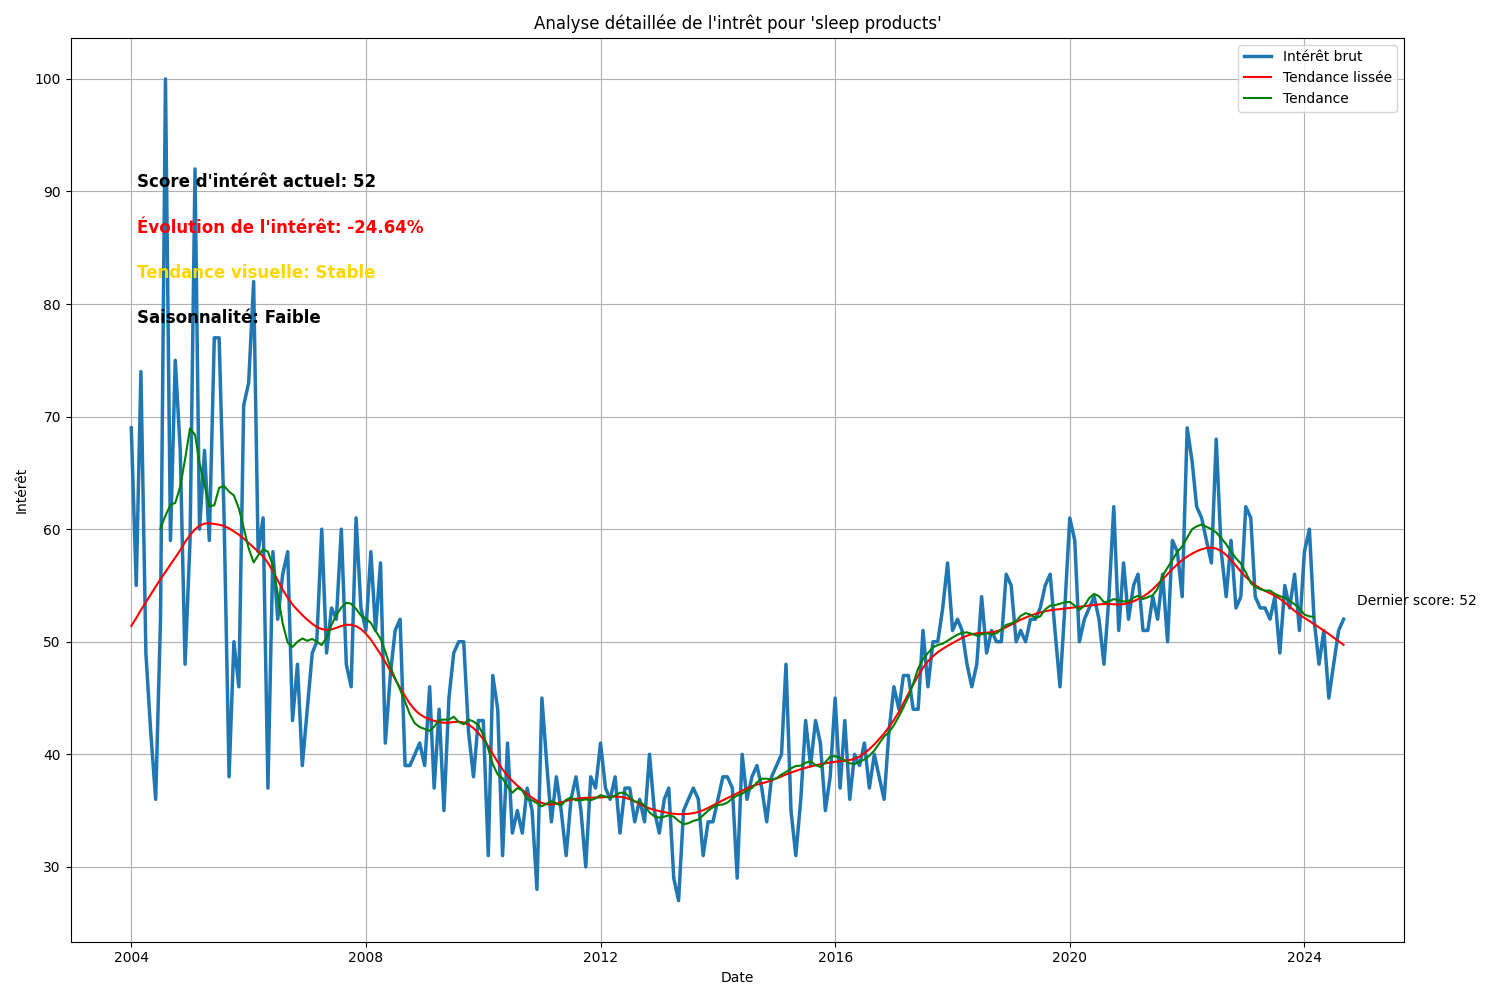 Analyse détaillée de l'intrêt pour 'sleep products'
Intérêt brut
Tendance lissée
Tendance
100
90
80
70
60
50
40
30
Score d'intérêt actuel: 52
Évolution de l'intérêt: -24.64%
Tendance visuelle: Stable
Saisonnalité: Faible
Dernier score: 52
Intérêt
2004 2008 2012 2016 2020 2024
Date